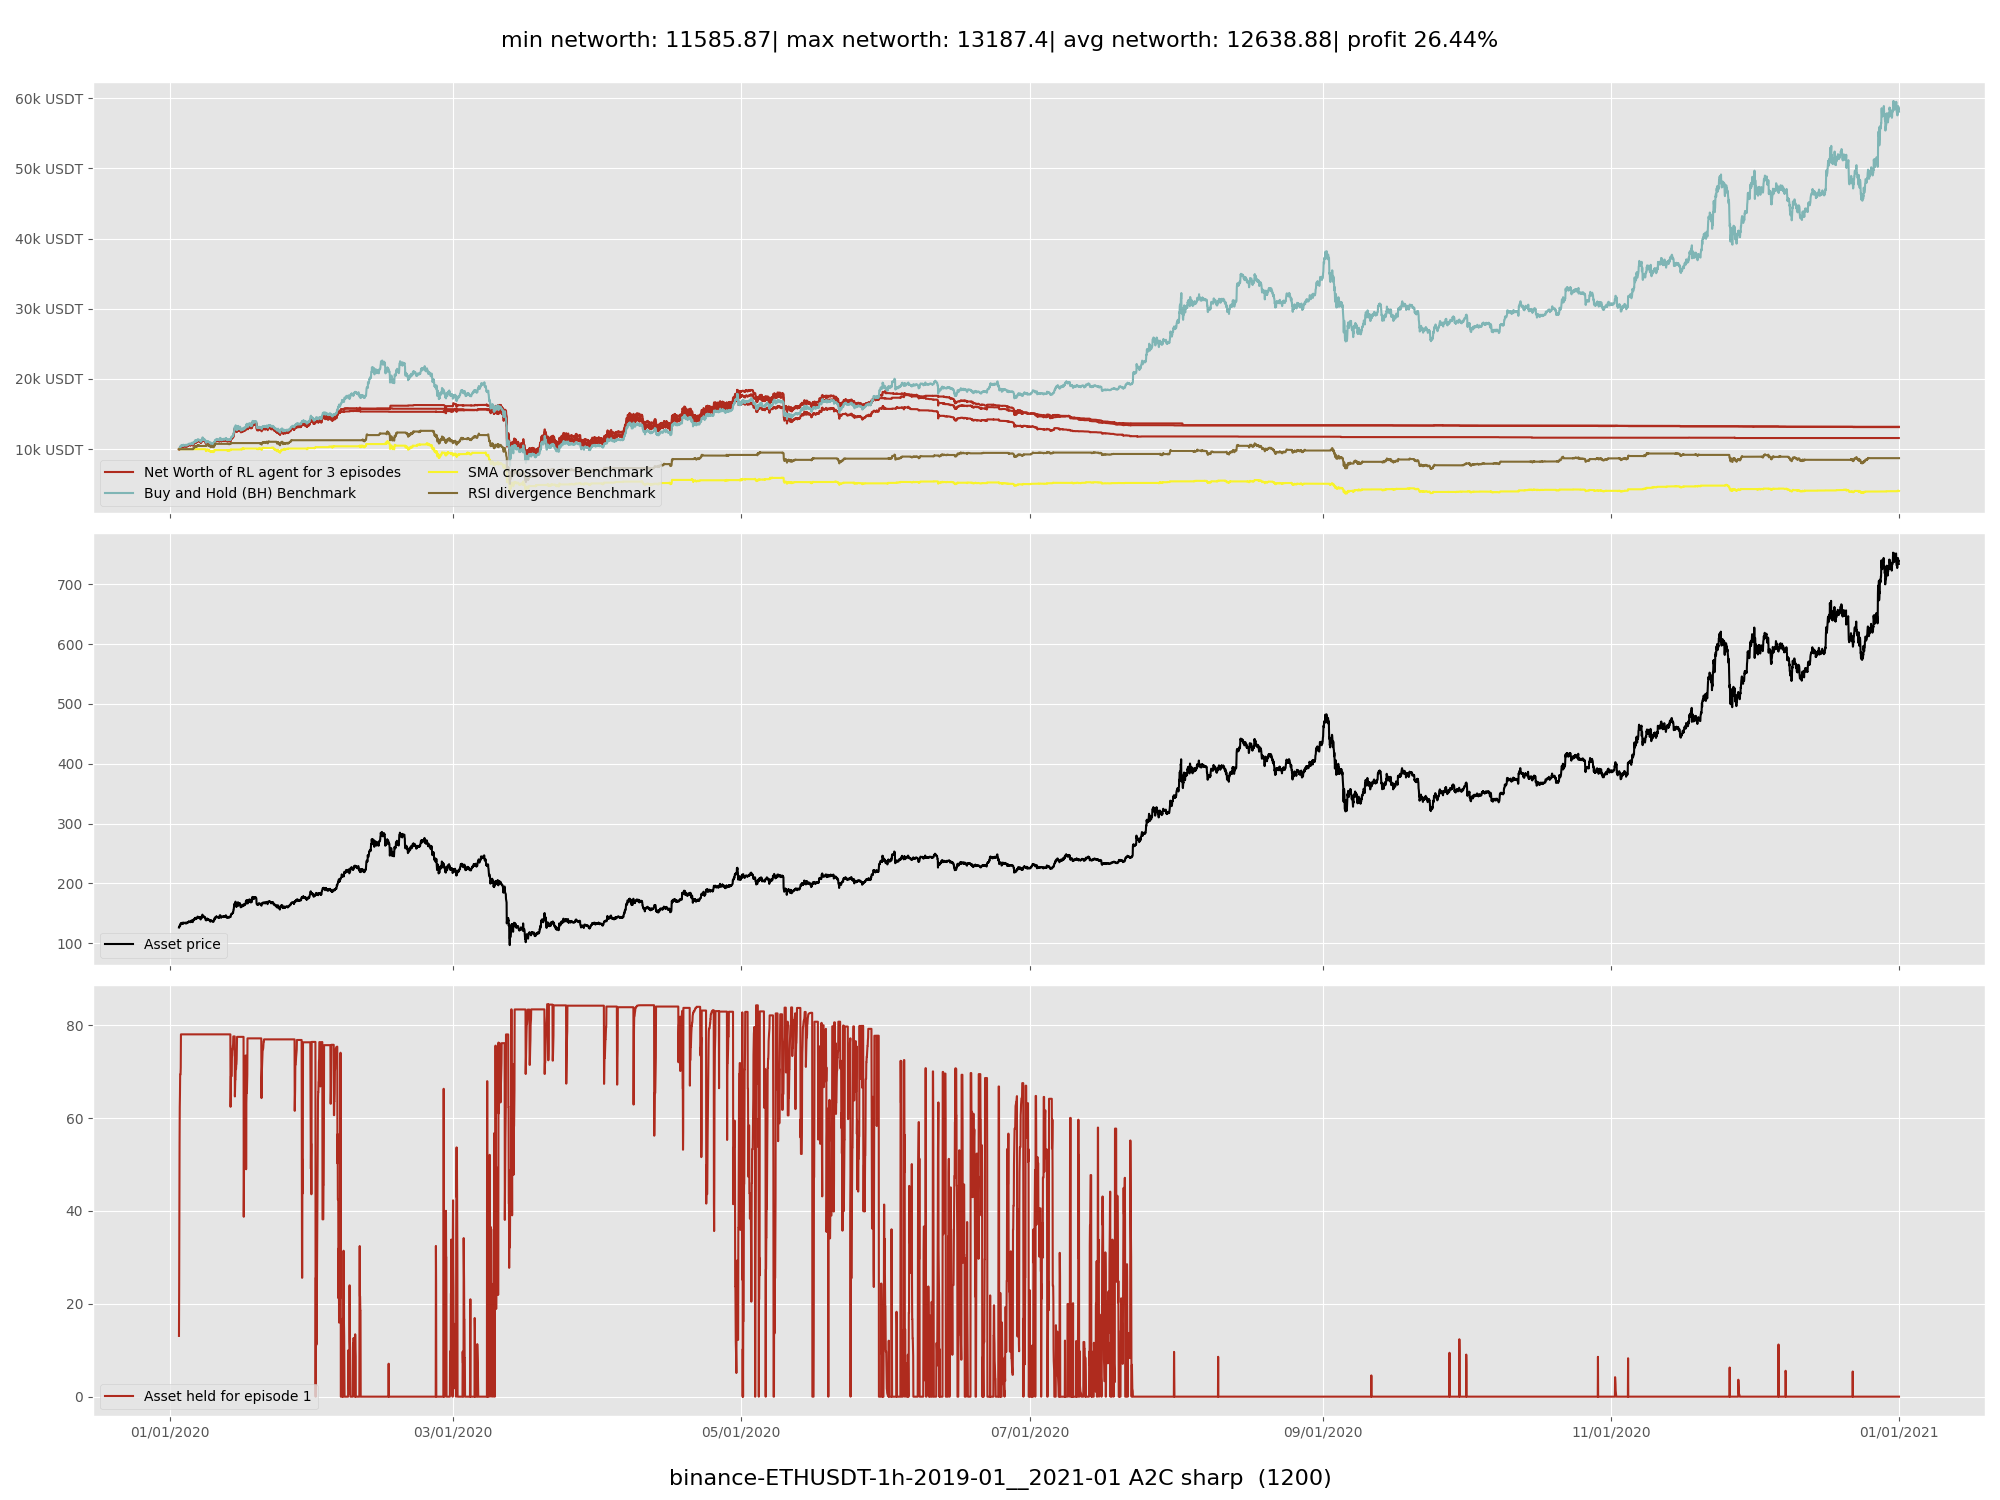 min networth: 11585.87| max networth: 13187.4| avg networth: 12638.88| profit 26.44%
60k USDT
50k USDT
40k USDT
30k USDT
20k USDT
10k USDT
Net Worth of RL agent for 3 episodes
Buy and Hold (BH) Benchmark
SMA crossover Benchmark
RSI divergence Benchmark
700
600
500
400
300
200
100
Asset price
80
60
40
20
0
Asset held for episode 1
01/01/2020 03/01/2020 05/01/2020 07/01/2020 09/01/2020 11/01/2020 01/01/2021
binance-ETHUSDT-1h-2019-01__2021-01 A2C sharp (1200)